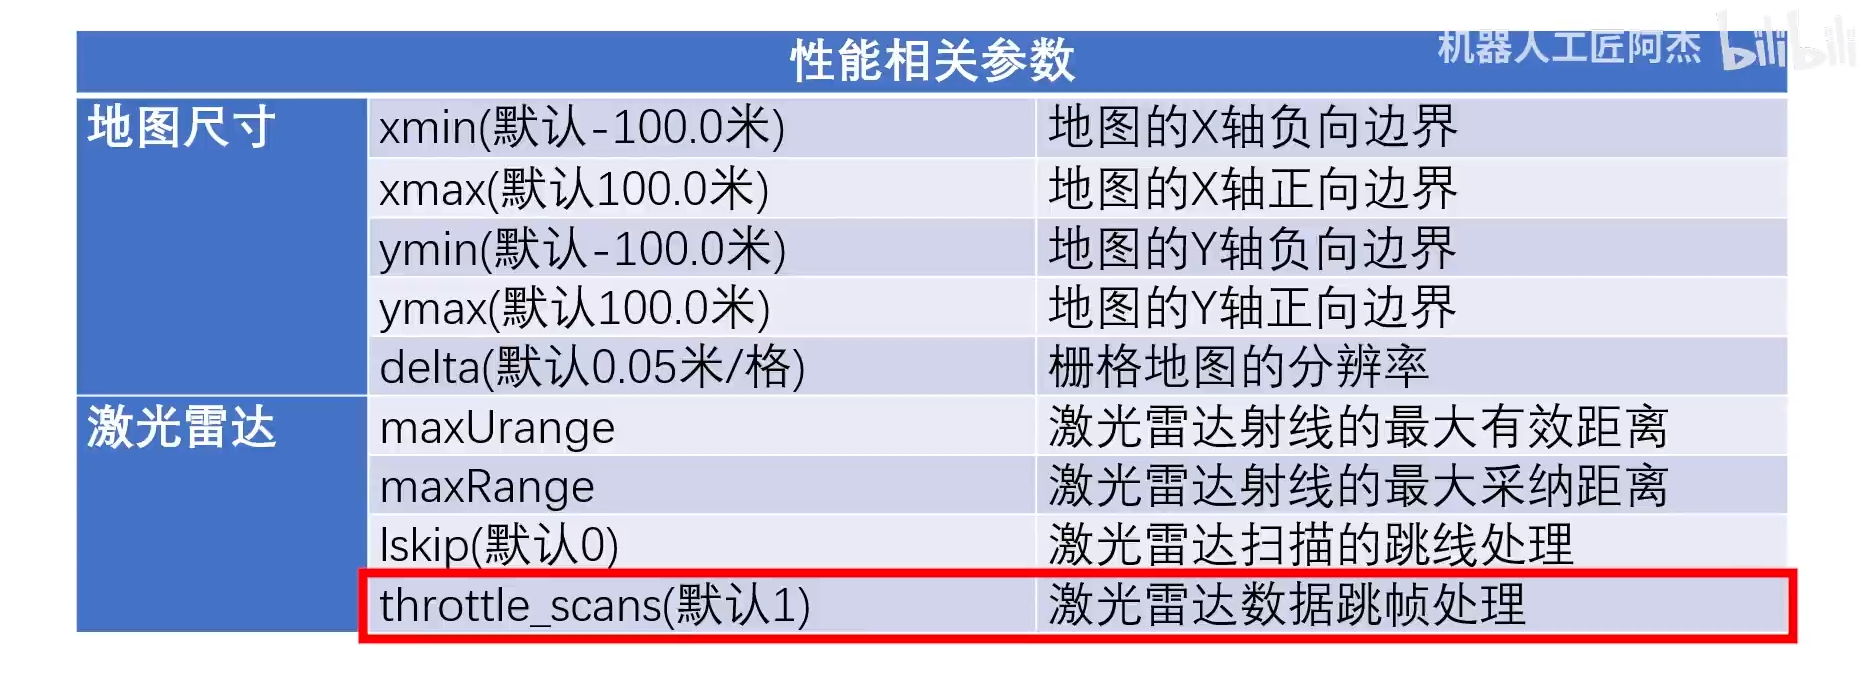 性能相关参数
机器人工匠阿杰 bilibili
地图尺寸 xmin(默认-100.0米) 地图的X轴负向边界
xmax(默认100.0米) 地图的X轴正向边界
ymin(默认-100.0米) 地图的Y轴负向边界
ymax(默认100.0米) 地图的Y轴正向边界
delta(默认0.05米/格) 栅格地图的分辨率
激光雷达 maxUrange 激光雷达射线的最大有效距离
maxRange 激光雷达射线的最大采纳距离
lskip(默认0) 激光雷达扫描的跳线处理
throttle_scans(默认1) 激光雷达数据跳帧处理